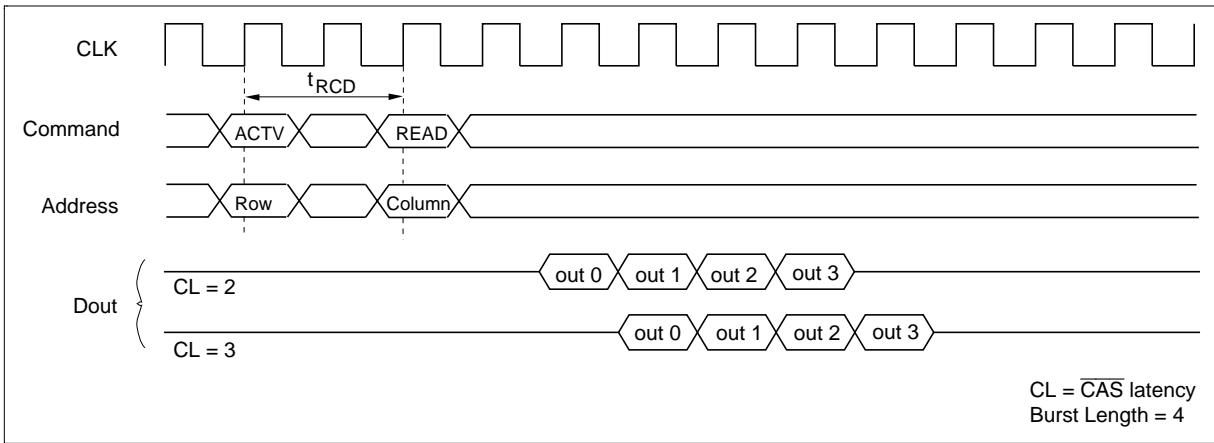 CLK
tRCD
Command
ACTV
READ
Address
Row
Column
Dout
CL = 2
out 0 out 1 out 2 out 3
CL = 3
out 0 out 1 out 2 out 3
CL = C̅A̅S̅ latency
Burst Length = 4